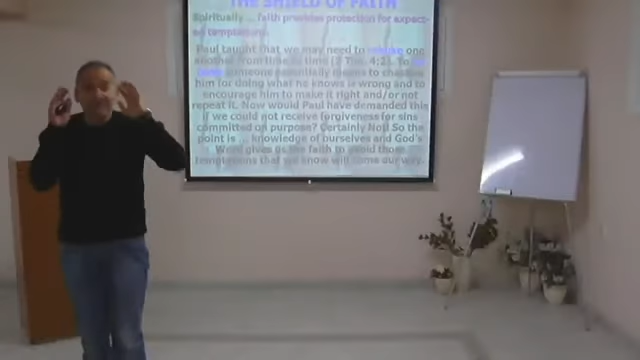 THE SHIELD OF FAITH
Spiritually ... faith provides protection for expect-
ed temptations.
Paul taught that we may need to rebuke one
another from time to time (2 Tim. 4:2). To re-
buke someone essentially means to chastise
him for doing what he knows is wrong and to
encourage him to make it right and/or not
repeat it. Now would Paul have demanded this
if we could not receive forgiveness for sins
committed on purpose? Certainly Not! So the
point is ... knowledge of ourselves and God's
Word gives us the faith to avoid those
temptations that we know will come our way.